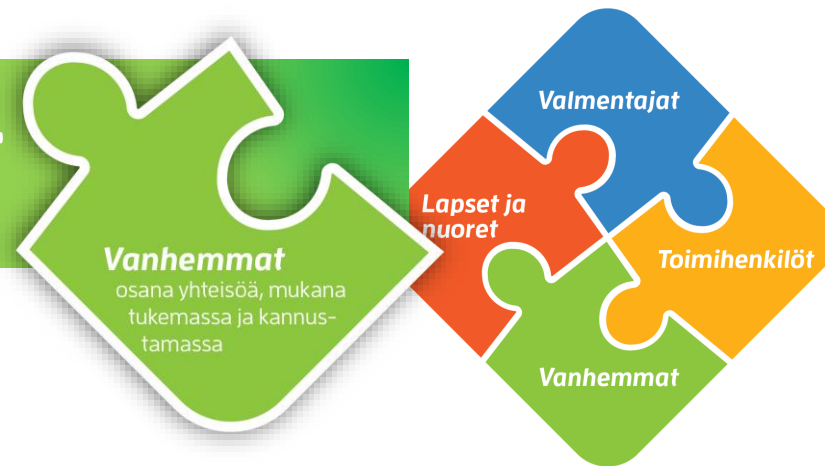 Vanhemmat
osana yhteisöä, mukana
tukemassa ja kannus-
tamassa
Valmentajat
Lapset ja
nuoret
Toimihenkilöt
Vanhemmat